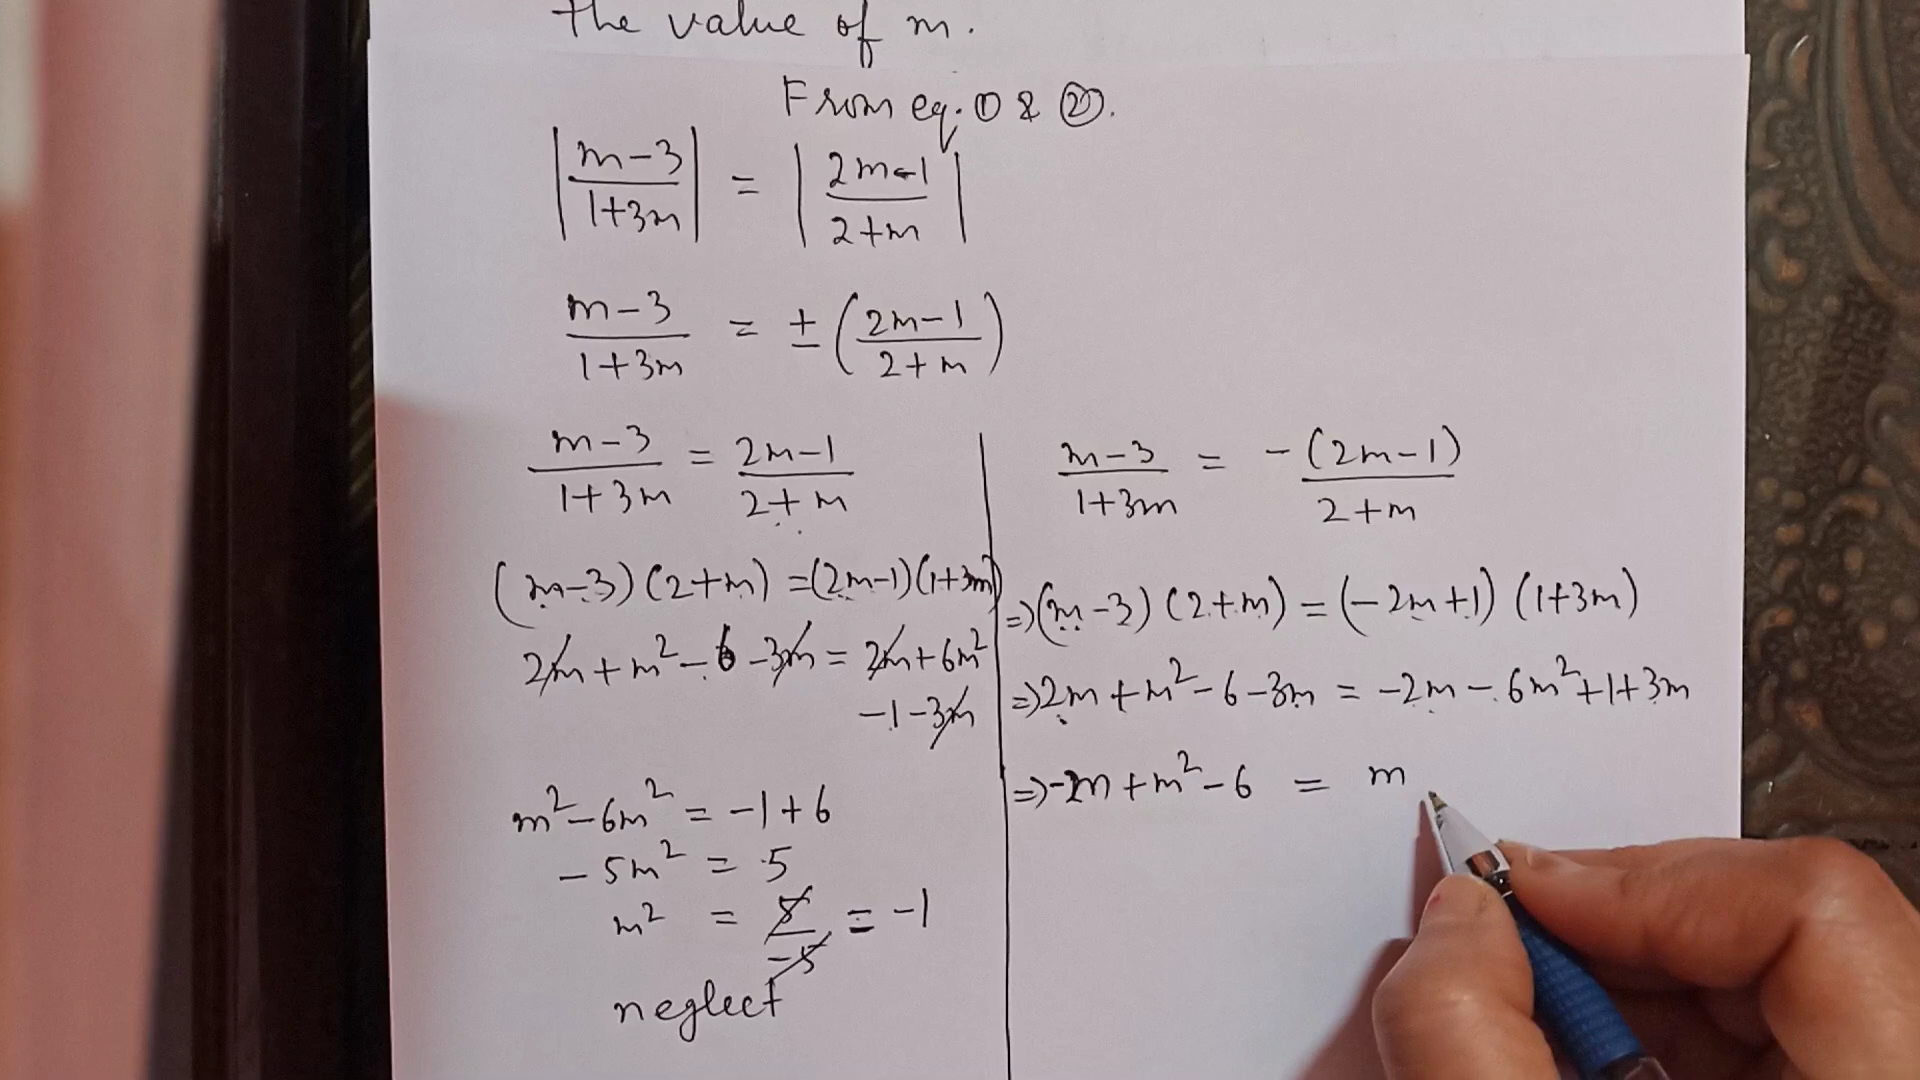 the value of m.
From eq. ① & ②.
|m-3/1+3m| = |2m-1/2+m|
m-3/1+3m = ± (2m-1/2+m)
m-3/1+3m = 2m-1/2+m
(m-3) (2+m) = (2m-1) (1+3m)
2m + m² - 6 - 3m = 2m + 6m²
-1 - 3m
m² - 6m² = -1 + 6
- 5m² = 5
m² = 5/-5 = -1
neglect
m-3/1+3m = -(2m-1)/2+m
⇒ (m-3) (2+m) = (-2m+1) (1+3m)
⇒ 2m + m² - 6 - 3m = -2m - 6m² + 1 + 3m
⇒ -m + m² - 6 = m